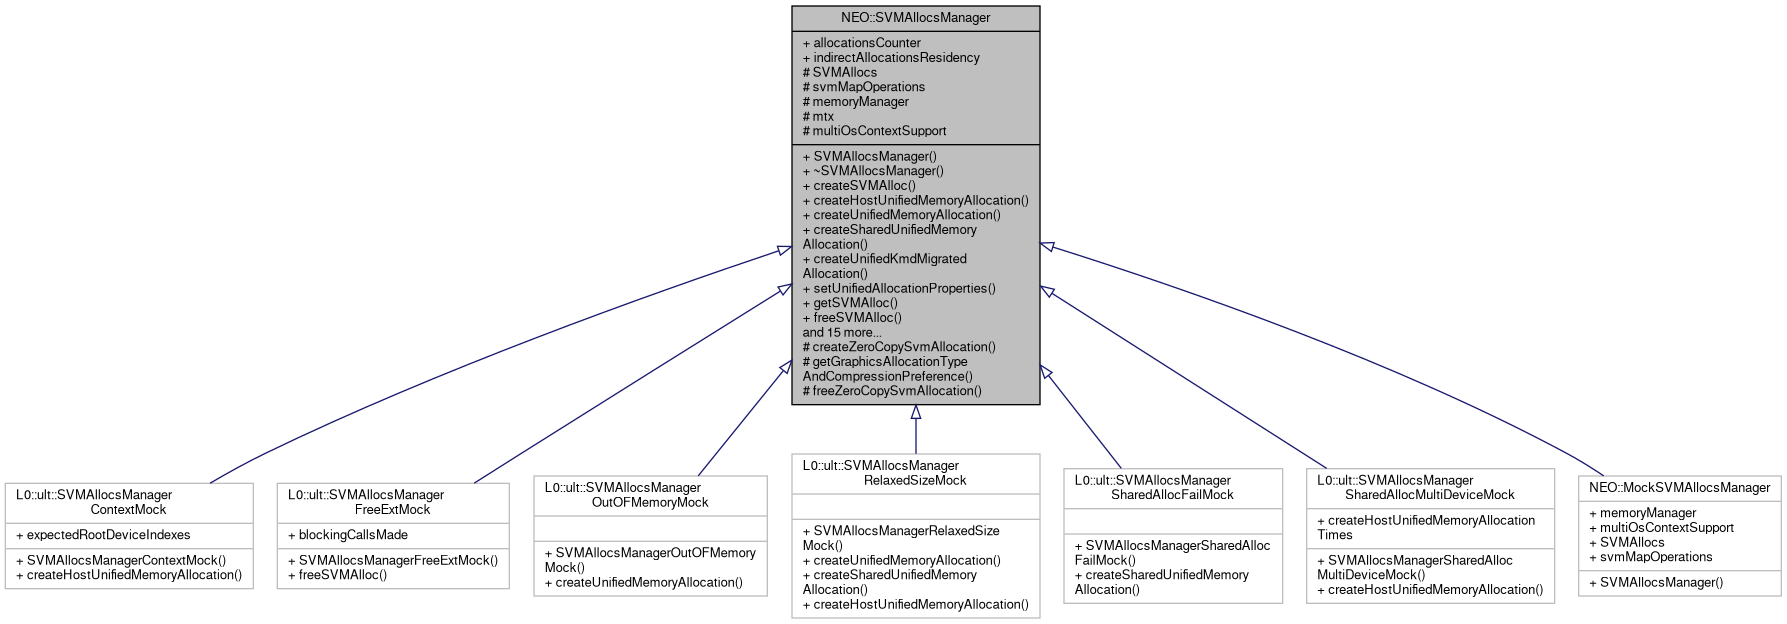 NEO::SVMAllocsManager
+ allocationsCounter
+ indirectAllocationsResidency
# SVMAllocs
# svmMapOperations
# memoryManager
# mtx
# multiOsContextSupport
+ SVMAllocsManager()
+ ~SVMAllocsManager()
+ createSVMAlloc()
+ createHostUnifiedMemoryAllocation()
+ createUnifiedMemoryAllocation()
+ createSharedUnifiedMemory
Allocation()
+ createUnifiedKmdMigrated
Allocation()
+ setUnifiedAllocationProperties()
+ getSVMAlloc()
+ freeSVMAlloc()
and 15 more...
# createZeroCopySvmAllocation()
# getGraphicsAllocationType
AndCompressionPreference()
# freeZeroCopySvmAllocation()
L0::ult::SVMAllocsManager
ContextMock
+ expectedRootDeviceIndexes
+ SVMAllocsManagerContextMock()
+ createHostUnifiedMemoryAllocation()
L0::ult::SVMAllocsManager
FreeExtMock
+ blockingCallsMade
+ SVMAllocsManagerFreeExtMock()
+ freeSVMAlloc()
L0::ult::SVMAllocsManager
OutOFMemoryMock
+ SVMAllocsManagerOutOFMemory
Mock()
+ createUnifiedMemoryAllocation()
L0::ult::SVMAllocsManager
RelaxedSizeMock
+ SVMAllocsManagerRelaxedSize
Mock()
+ createUnifiedMemoryAllocation()
+ createSharedUnifiedMemory
Allocation()
+ createHostUnifiedMemoryAllocation()
L0::ult::SVMAllocsManager
SharedAllocFailMock
+ SVMAllocsManagerSharedAlloc
FailMock()
+ createSharedUnifiedMemory
Allocation()
L0::ult::SVMAllocsManager
SharedAllocMultiDeviceMock
+ createHostUnifiedMemoryAllocation
Times
+ SVMAllocsManagerSharedAlloc
MultiDeviceMock()
+ createHostUnifiedMemoryAllocation()
NEO::MockSVMAllocsManager
+ memoryManager
+ multiOsContextSupport
+ SVMAllocs
+ svmMapOperations
+ SVMAllocsManager()